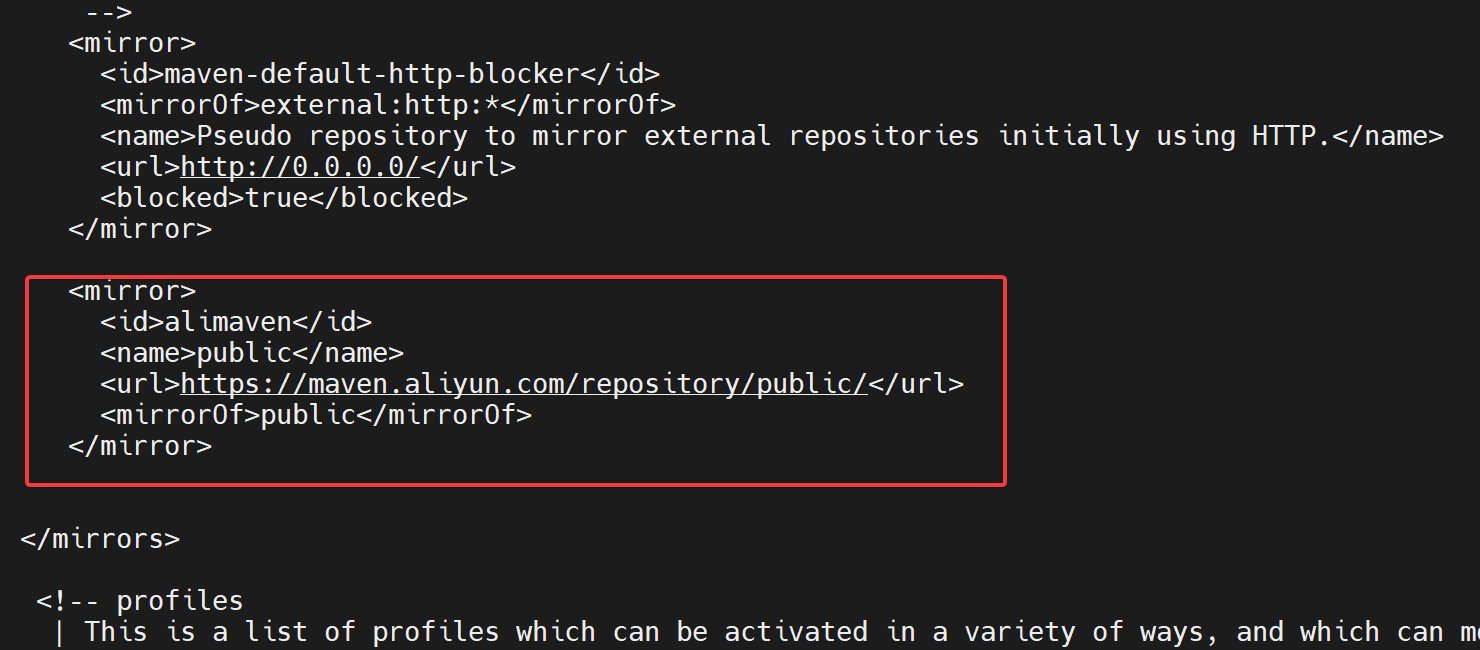 -->
<mirror>
<id>maven-default-http-blocker</id>
<mirrorOf>external:http:*</mirrorOf>
<name>Pseudo repository to mirror external repositories initially using HTTP.</name>
<url>http://0.0.0.0/</url>
<blocked>true</blocked>
</mirror>
<mirror>
<id>alimaven</id>
<name>public</name>
<url>https://maven.aliyun.com/repository/public/</url>
<mirrorOf>public</mirrorOf>
</mirror>
</mirrors>
<!-- profiles
| This is a list of profiles which can be activated in a variety of ways, and which can